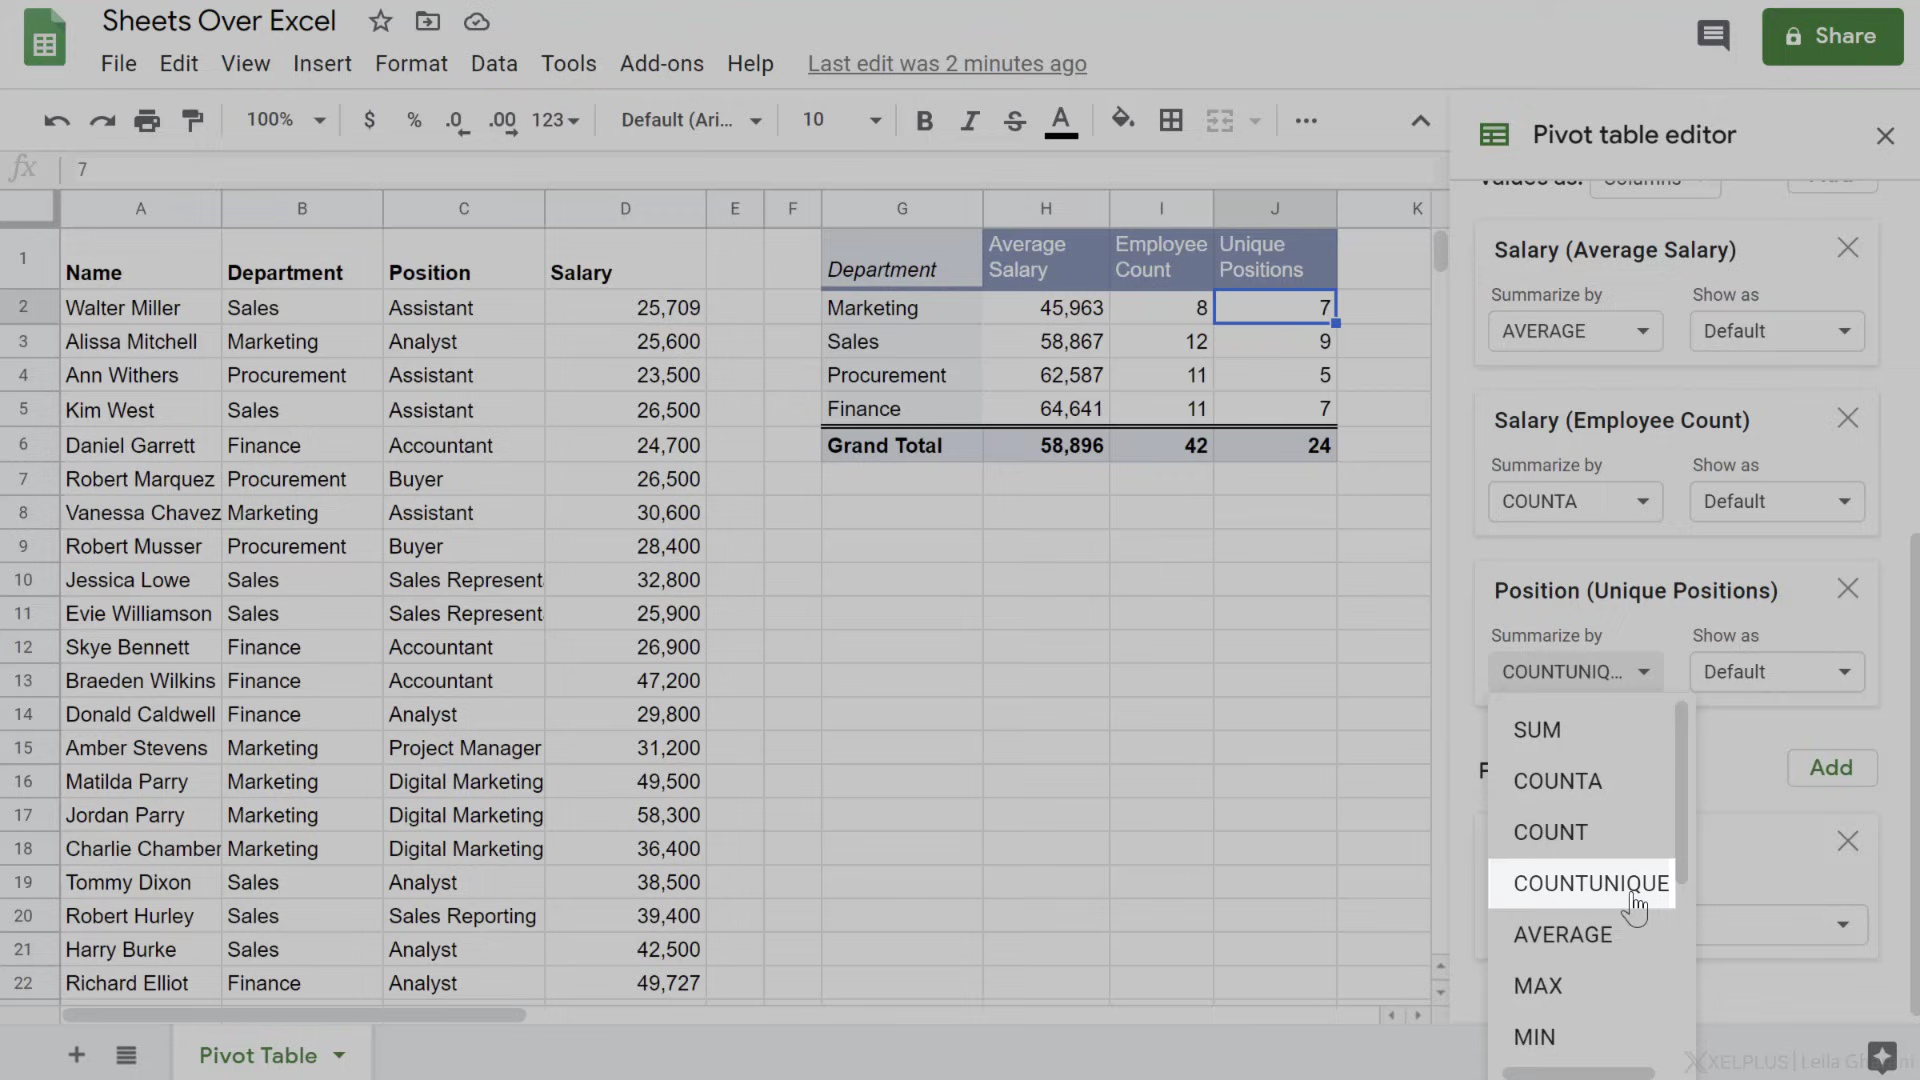 Sheets Over Excel
File Edit View Insert Format Data Tools Add-ons Help Last edit was 2 minutes ago
Share
100% $ % .0 .00 123 Default (Ari... 10 B I S A
Pivot table editor
fx 7
Values as: Columns Add
A B C D E F G H I J K
1 Name Department Position Salary Department Average Salary Employee Count Unique Positions
2 Walter Miller Sales Assistant 25,709 Marketing 45,963 8 7
3 Alissa Mitchell Marketing Analyst 25,600 Sales 58,867 12 9
4 Ann Withers Procurement Assistant 23,500 Procurement 62,587 11 5
5 Kim West Sales Assistant 26,500 Finance 64,641 11 7
6 Daniel Garrett Finance Accountant 24,700 Grand Total 58,896 42 24
7 Robert Marquez Procurement Buyer 26,500
8 Vanessa Chavez Marketing Assistant 30,600
9 Robert Musser Procurement Buyer 28,400
10 Jessica Lowe Sales Sales Represent 32,800
11 Evie Williamson Sales Sales Represent 25,900
12 Skye Bennett Finance Accountant 26,900
13 Braeden Wilkins Finance Accountant 47,200
14 Donald Caldwell Finance Analyst 29,800
15 Amber Stevens Marketing Project Manager 31,200
16 Matilda Parry Marketing Digital Marketing 49,500
17 Jordan Parry Marketing Digital Marketing 58,300
18 Charlie Chamber Marketing Digital Marketing 36,400
19 Tommy Dixon Sales Analyst 38,500
20 Robert Hurley Sales Sales Reporting 39,400
21 Harry Burke Sales Analyst 42,500
22 Richard Elliot Finance Analyst 49,727
Salary (Average Salary)
Summarize by Show as
AVERAGE Default
Salary (Employee Count)
Summarize by Show as
COUNTA Default
Position (Unique Positions)
Summarize by Show as
COUNTUNIQ... Default
SUM
F Add
COUNTA
COUNT
COUNTUNIQUE
AVERAGE
MAX
MIN
Pivot Table
XELPLUS | Leila